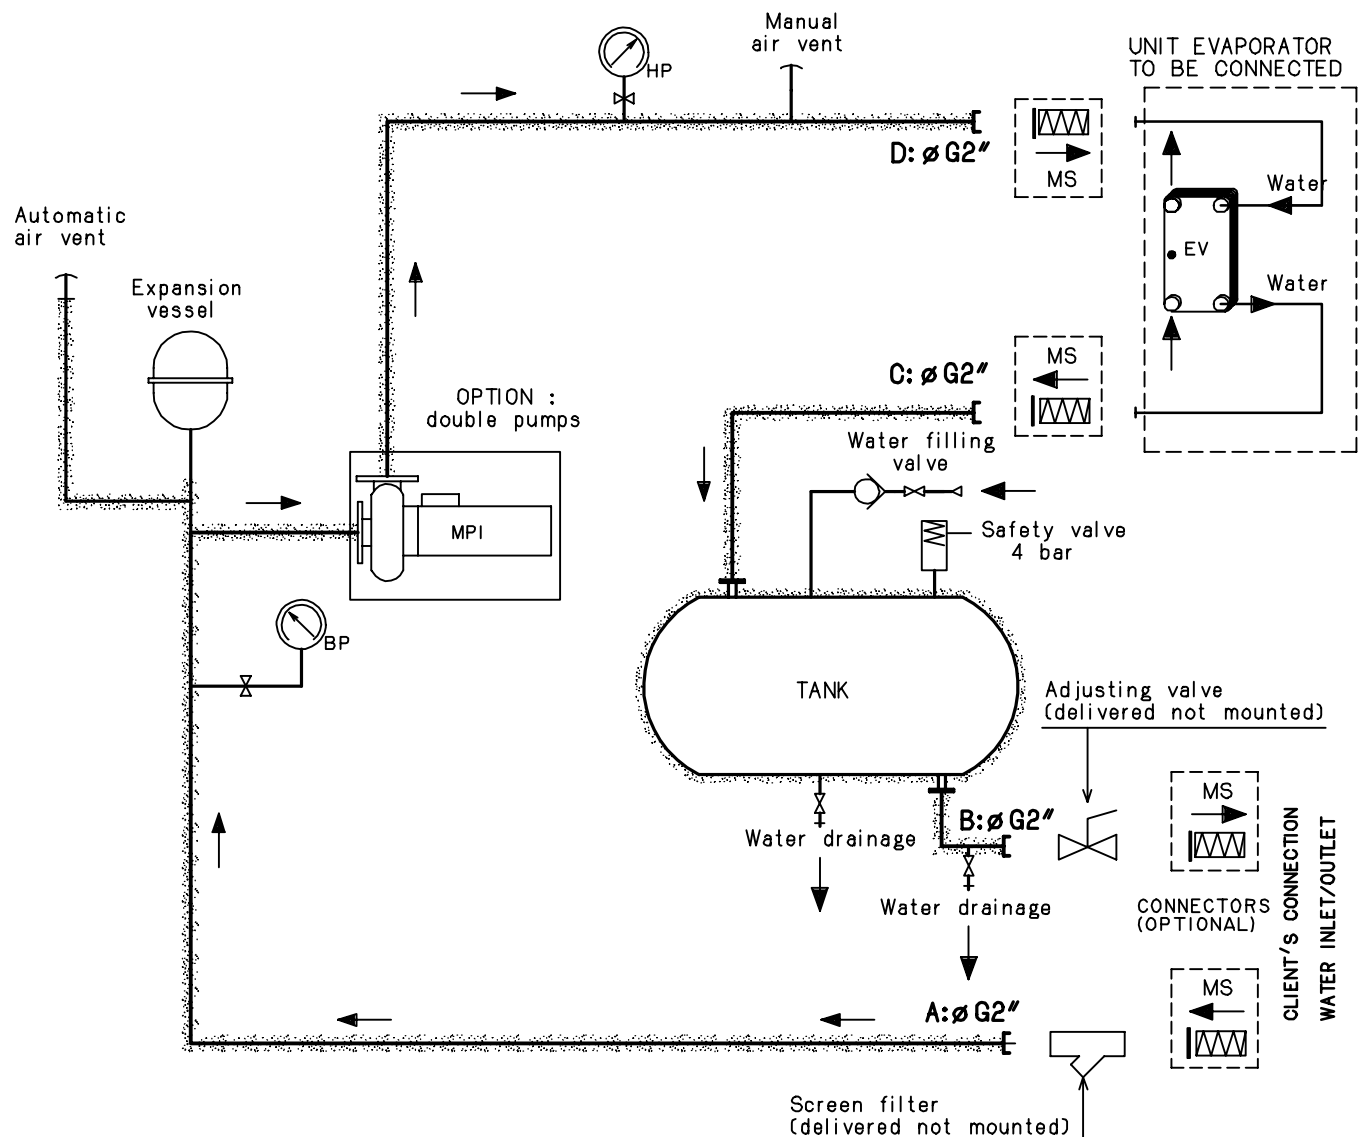 Manual
air vent
HP
UNIT EVAPORATOR
TO BE CONNECTED
D: ø G2″
MS
Water
Automatic
air vent
EV
Expansion
vessel
Water
MS
C: ø G2″
OPTION :
double pumps
Water filling
valve
MPI
Safety valve
4 bar
BP
TANK
Adjusting valve
(delivered not mounted)
MS
B: ø G2″
Water drainage
Water drainage
CONNECTORS
(OPTIONAL)
CLIENT'S CONNECTION
WATER INLET/OUTLET
MS
A: ø G2″
Screen filter
(delivered not mounted)